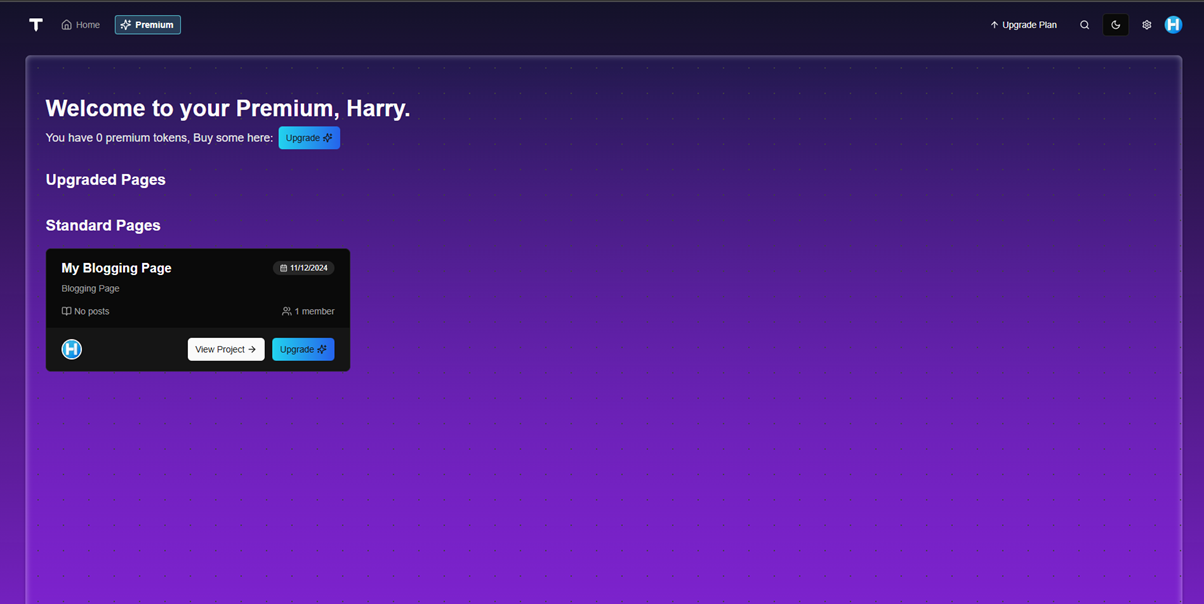 T Home Premium Upgrade Plan H
Welcome to your Premium, Harry.
You have 0 premium tokens, Buy some here: Upgrade
Upgraded Pages
Standard Pages
My Blogging Page 11/12/2024
Blogging Page
No posts 1 member
H View Project → Upgrade